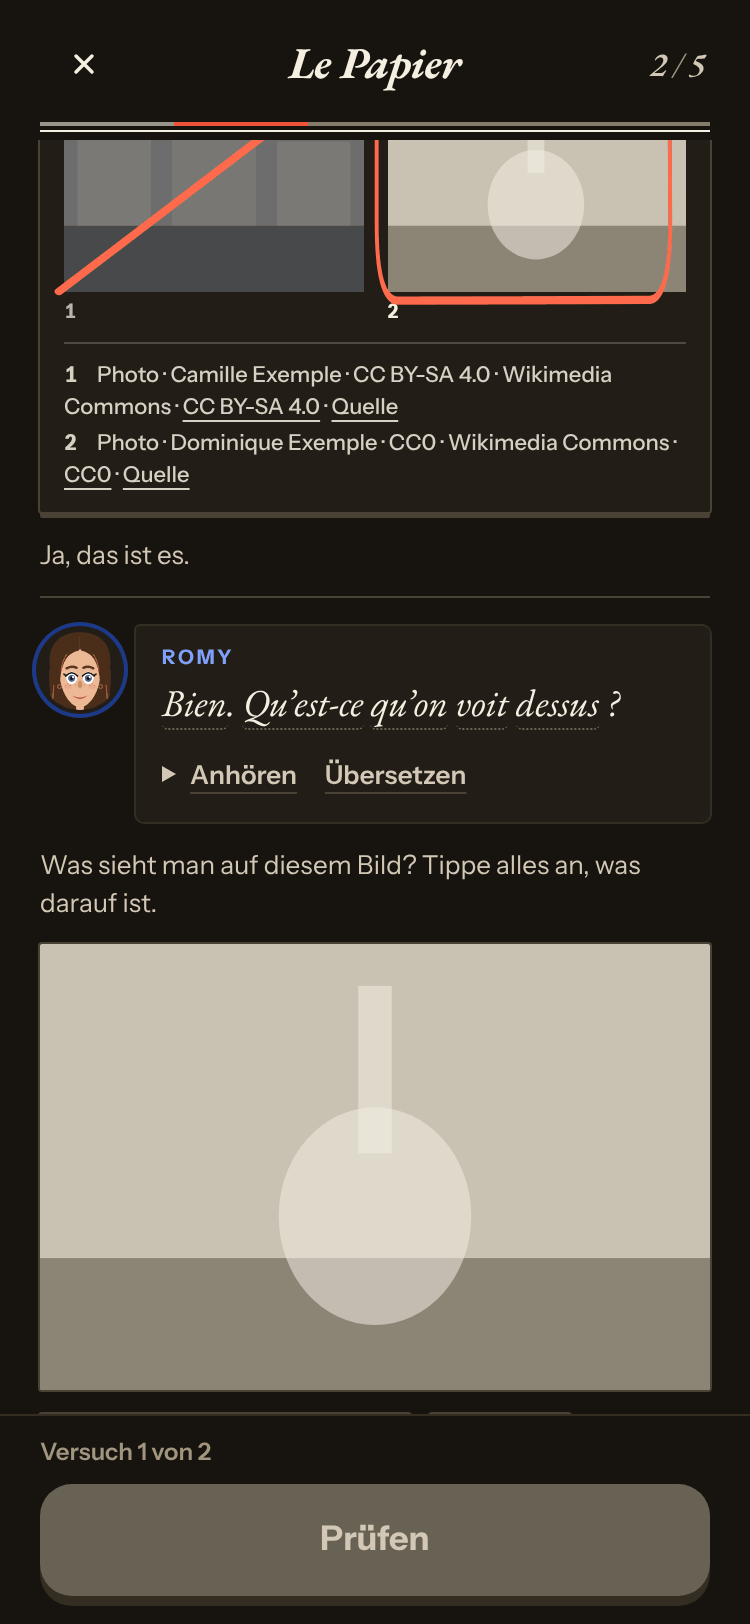 Le Papier
2 / 5
1
2
1 Photo · Camille Exemple · CC BY-SA 4.0 · Wikimedia
Commons · CC BY-SA 4.0 · Quelle
2 Photo · Dominique Exemple · CC0 · Wikimedia Commons ·
CC0 · Quelle
Ja, das ist es.
ROMY
Bien. Qu’est-ce qu’on voit dessus ?
Anhören Übersetzen
Was sieht man auf diesem Bild? Tippe alles an, was
darauf ist.
Versuch 1 von 2
Prüfen